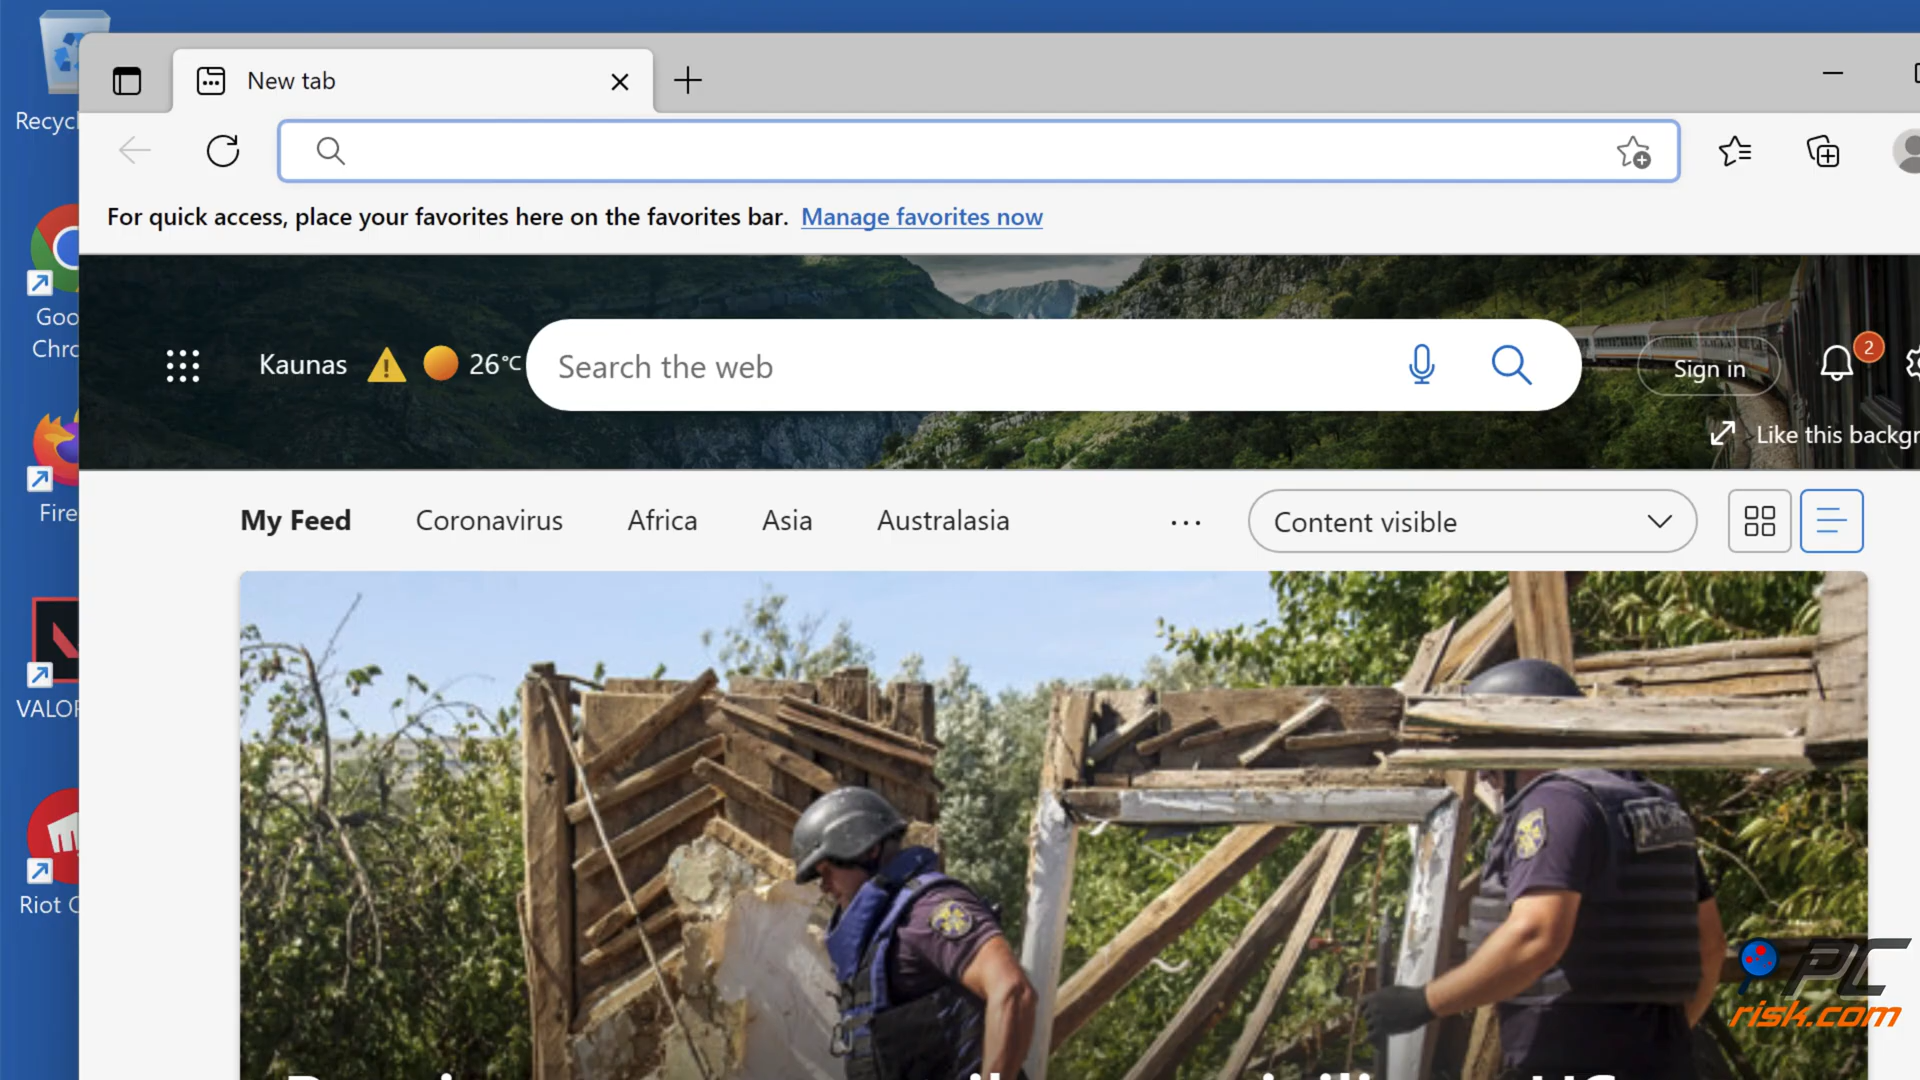 Recycl
New tab
For quick access, place your favorites here on the favorites bar. Manage favorites now
Goo
Chro
Kaunas 26°C Search the web Sign in 2
Like this backgr
Fire
My Feed Coronavirus Africa Asia Australasia ... Content visible
VALOR
Riot
PC
risk.com